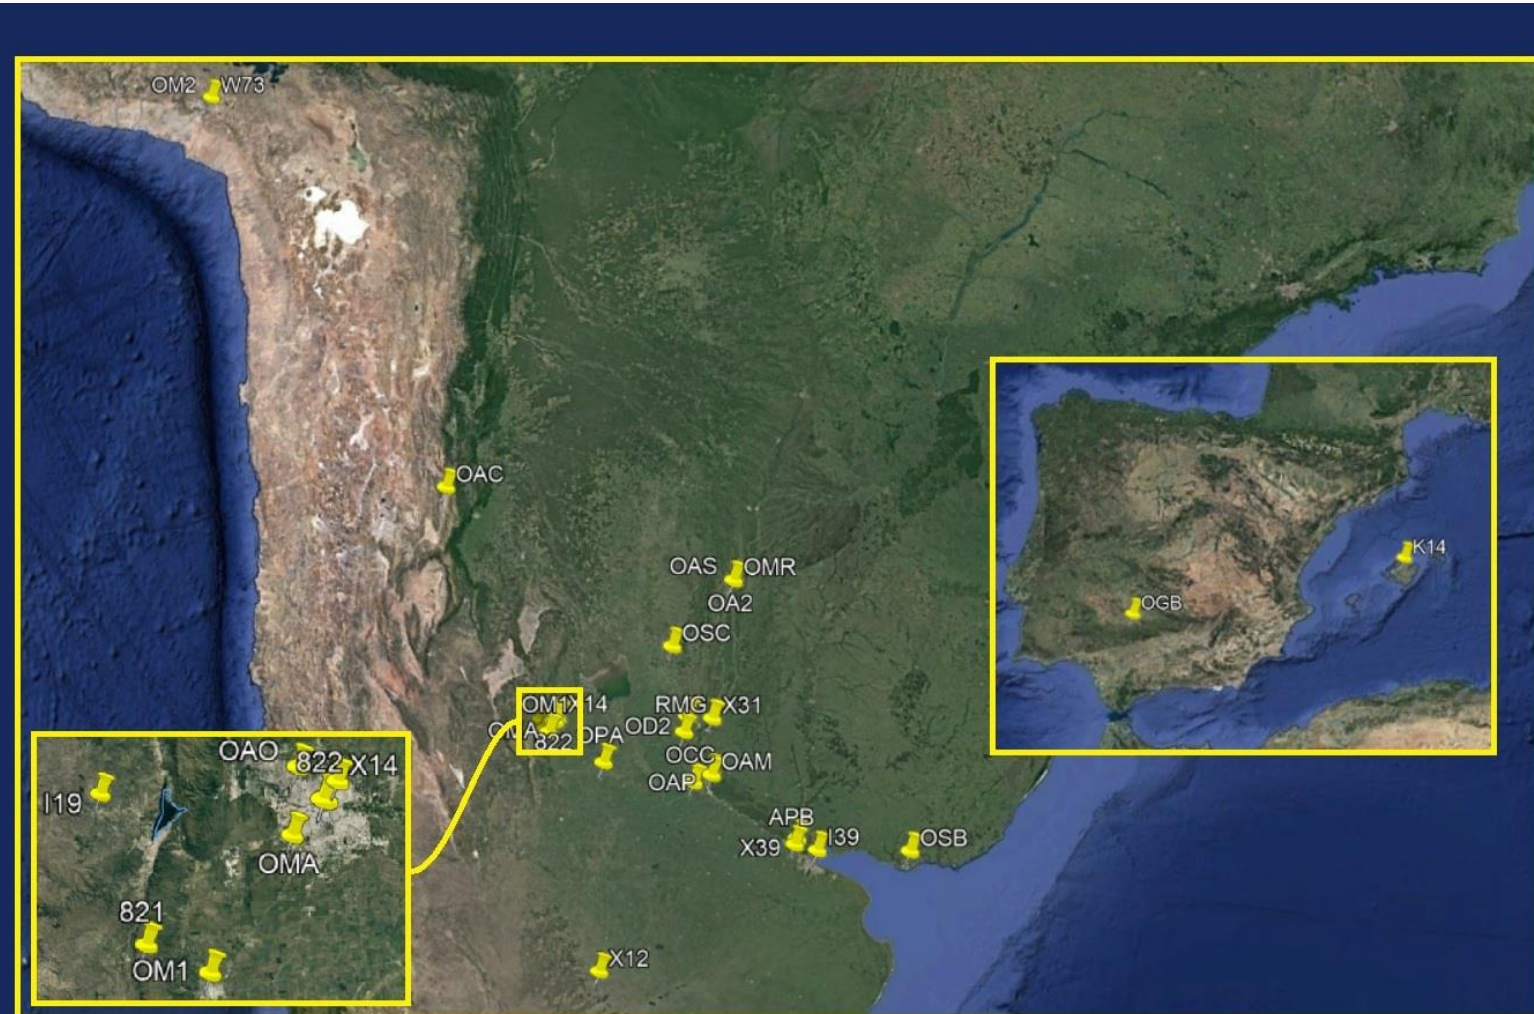 OM2 W73
OAC
OAS OMR
OA2
OSC
OM1 X14
RMG X31
OMA
OPA OD2
822
OCC OAM
OAP
APB
X39 I39
OSB
X12
K14
OGB
OAO
822 X14
I19
OMA
821
OM1